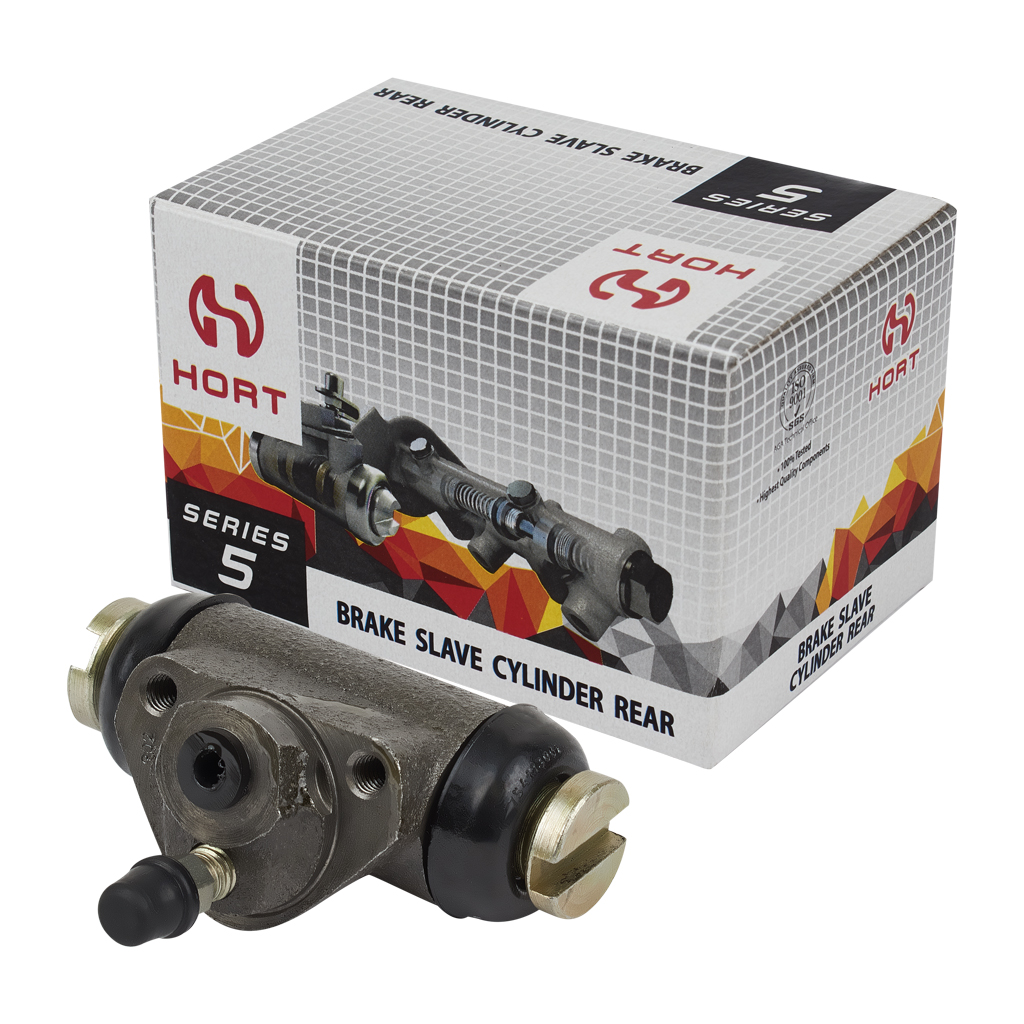 BRAKE SLAVE CYLINDER REAR
SERIES
5
HORT
HORT
SERIES
5
BRAKE SLAVE CYLINDER REAR
HORT
ISO
9001
SGS
• 100% Tested
• Highest Quality Components
BRAKE SLAVE
CYLINDER REAR